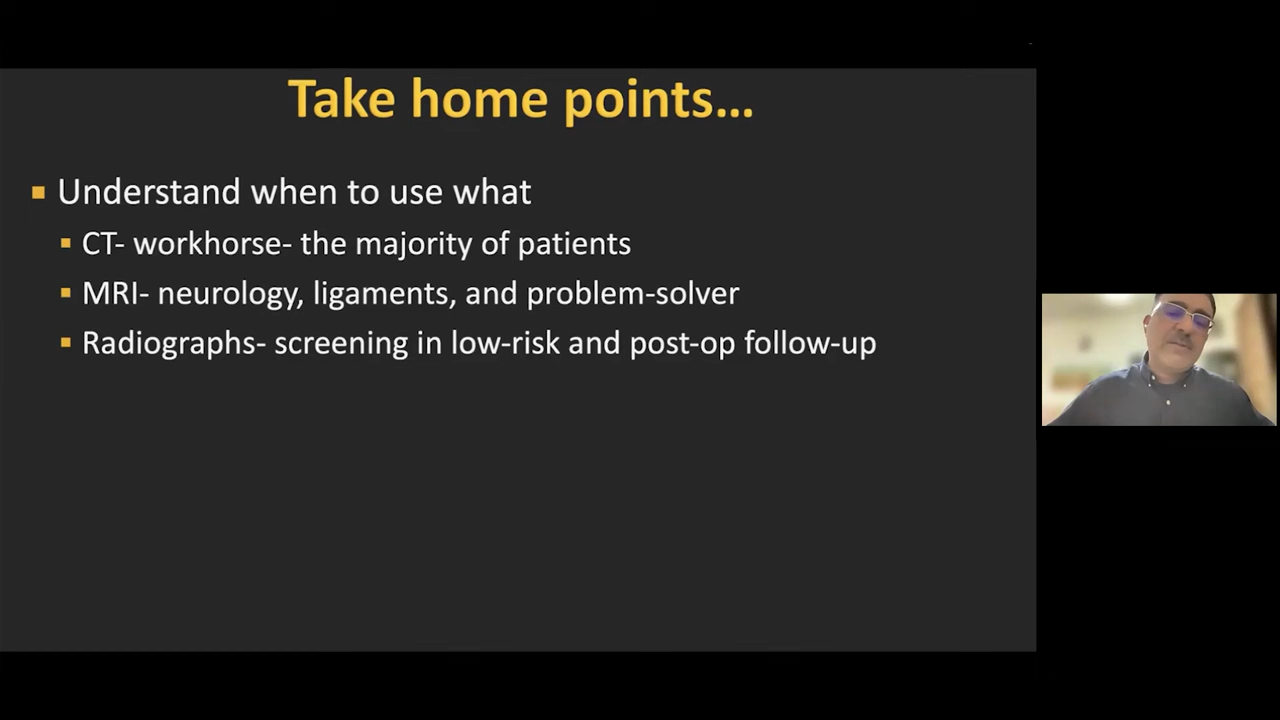 Take home points...
Understand when to use what
CT- workhorse- the majority of patients
MRI- neurology, ligaments, and problem-solver
Radiographs- screening in low-risk and post-op follow-up